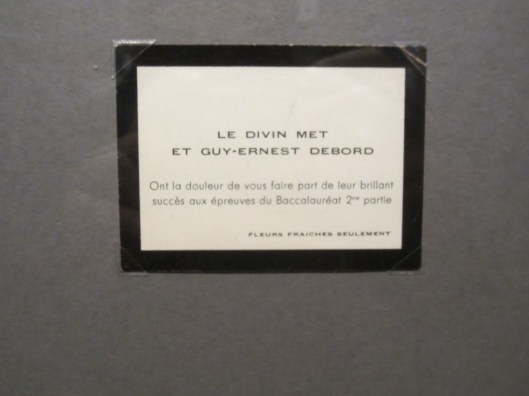 LE DIVIN MET
ET GUY-ERNEST DEBORD
Ont la douleur de vous faire part de leur brillant
succès aux épreuves du Baccalauréat 2me partie
FLEURS FRAICHES SEULEMENT